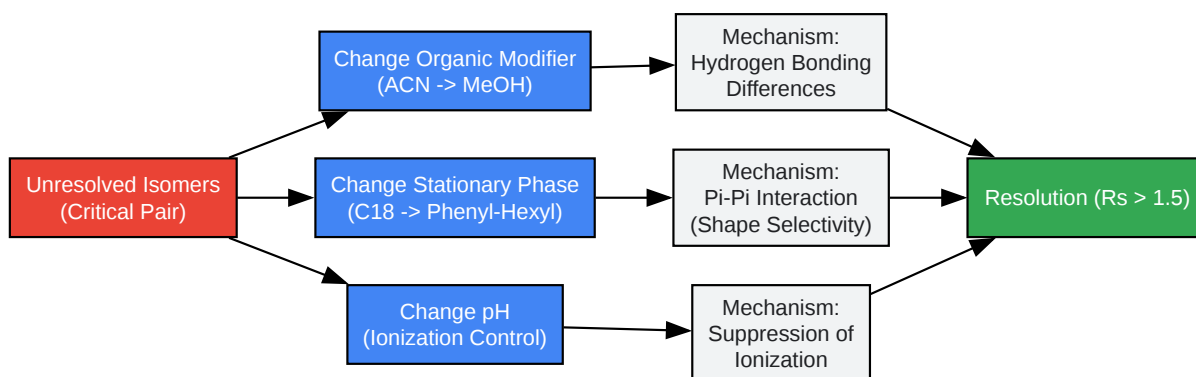 Unresolved Isomers
(Critical Pair)
Change Organic Modifier
(ACN -> MeOH)
Mechanism:
Hydrogen Bonding
Differences
Change Stationary Phase
(C18 -> Phenyl-Hexyl)
Mechanism:
Pi-Pi Interaction
(Shape Selectivity)
Change pH
(Ionization Control)
Mechanism:
Suppression of
Ionization
Resolution (Rs > 1.5)